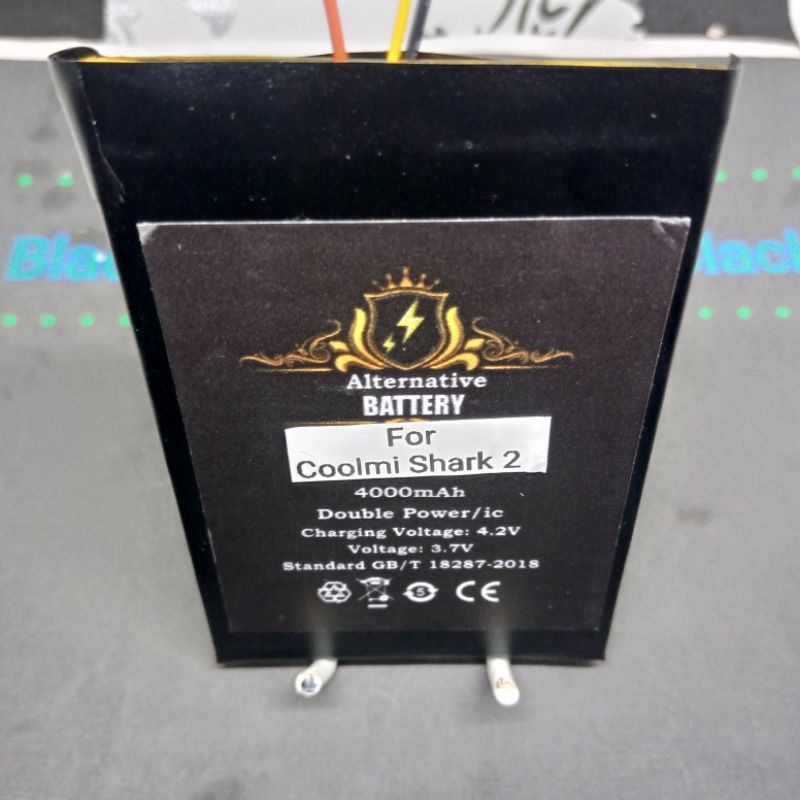 Alternative
BATTERY
For
Coolmi Shark 2
4000mAh
Double Power/ic
Charging Voltage: 4.2V
Voltage: 3.7V
Standard GB/T 18287-2018
5
CE